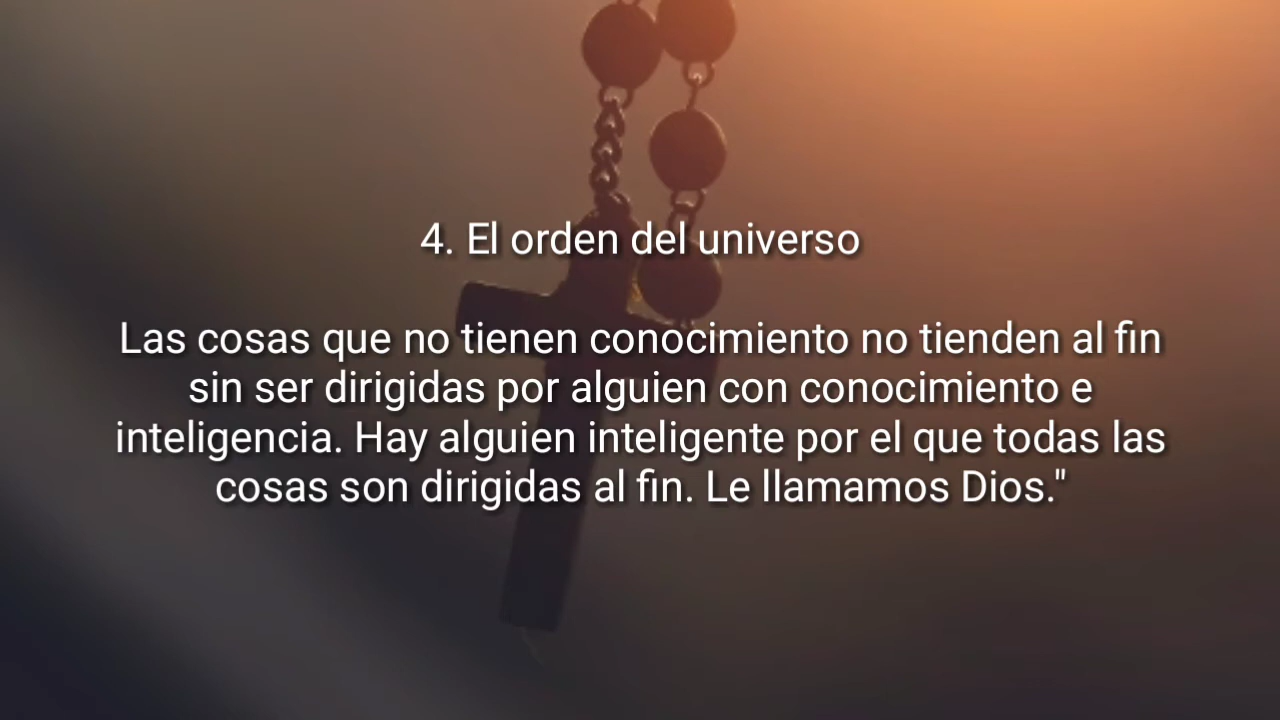 4. El orden del universo
Las cosas que no tienen conocimiento no tienden al fin
sin ser dirigidas por alguien con conocimiento e
inteligencia. Hay alguien inteligente por el que todas las
cosas son dirigidas al fin. Le llamamos Dios."